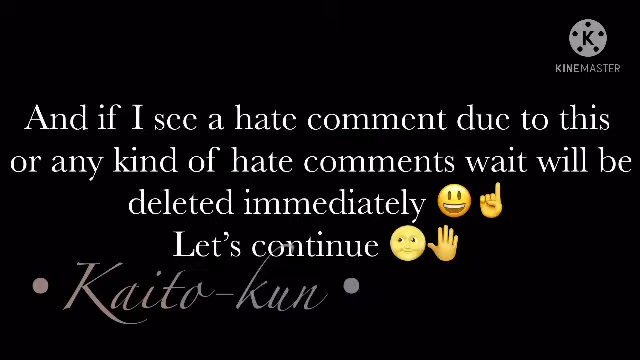 KINEMASTER
And if I see a hate comment due to this
or any kind of hate comments wait will be
deleted immediately 😃☝️
Let’s continue 🌝🤚
• Kaito-kun •